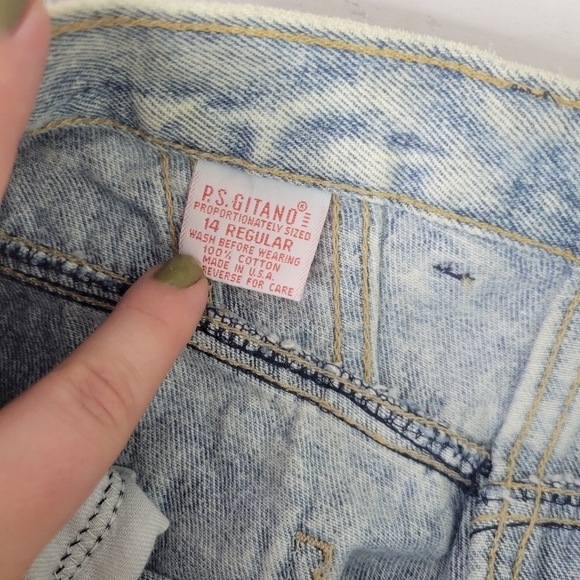 P.S. GITANO®
PROPORTIONATELY SIZED
14 REGULAR
WASH BEFORE WEARING
100% COTTON
MADE IN U.S.A.
REVERSE FOR CARE